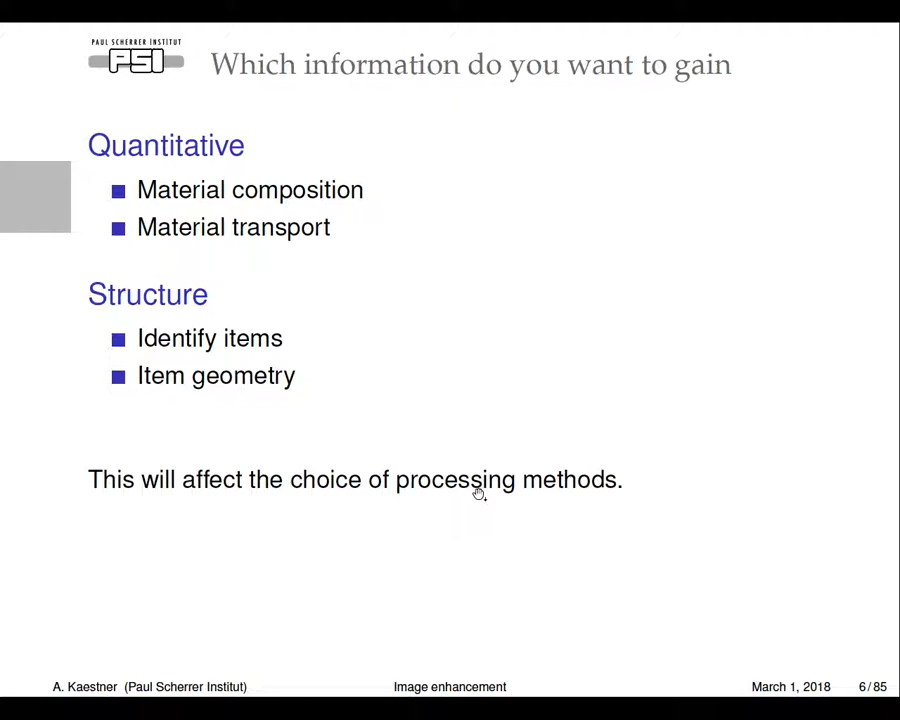 PAUL SCHERRER INSTITUT
PSI
Which information do you want to gain
Quantitative
Material composition
Material transport
Structure
Identify items
Item geometry
This will affect the choice of processing methods.
A. Kaestner (Paul Scherrer Institut) Image enhancement March 1, 2018 6 / 85